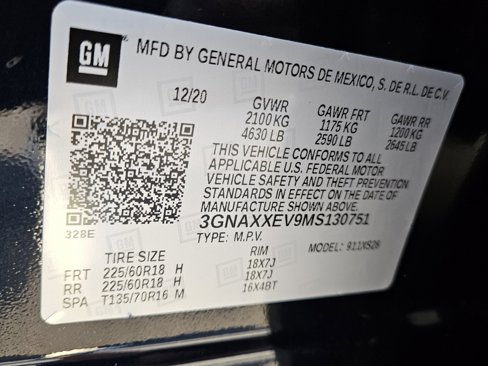 GM
MFD BY GENERAL MOTORS DE MEXICO, S. DE R.L. DE C.V.
12/20 GVWR GAWR FRT GAWR RR
2100 KG 1175 KG 1200 KG
4630 LB 2590 LB 2645 LB
THIS VEHICLE CONFORMS TO ALL
APPLICABLE U.S. FEDERAL MOTOR
VEHICLE SAFETY AND THEFT PREVENTION
STANDARDS IN EFFECT ON THE DATE OF
MANUFACTURE SHOWN ABOVE.
3GNAXXEV9MS130751
328E
TYPE: M.P.V. MODEL: 911XS26
TIRE SIZE RIM
FRT 225/60R18 H 18X7J
RR 225/60R18 H 18X7J
SPA T135/70R16 M 16X4BT